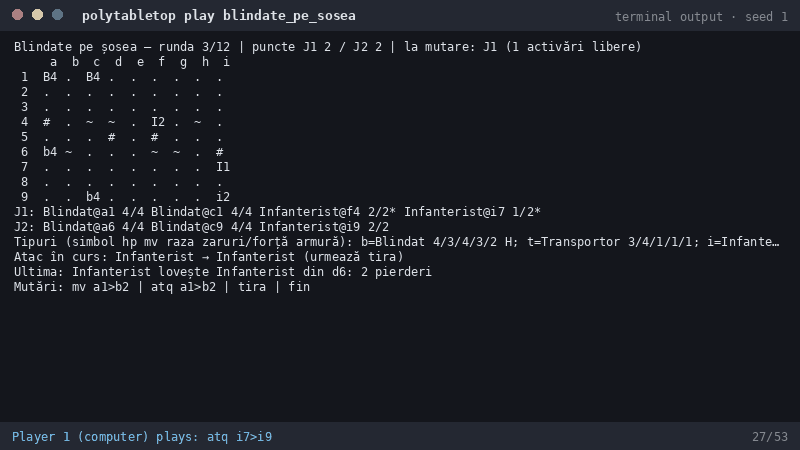 polytabletop play blindate_pe_sosea
terminal output · seed 1
Blindate pe șosea — runda 3/12 | puncte J1 2 / J2 2 | la mutare: J1 (1 activări libere)
a b c d e f g h i
1 B4 . B4 . . . . . .
2 . . . . . . . . .
3 . . . . . . . . .
4 # . ~ ~ . I2 . ~ .
5 . . . # . # . . .
6 b4 ~ . . . ~ ~ . #
7 . . . . . . . . I1
8 . . . . . . . . .
9 . . b4 . . . . . i2
J1: Blindat@a1 4/4 Blindat@c1 4/4 Infanterist@f4 2/2* Infanterist@i7 1/2*
J2: Blindat@a6 4/4 Blindat@c9 4/4 Infanterist@i9 2/2
Tipuri (simbol hp mv raza zaruri/forță armură): b=Blindat 4/3/4/3/2 H; t=Transportor 3/4/1/1/1; i=Infante…
Atac în curs: Infanterist → Infanterist (urmează tira)
Ultima: Infanterist lovește Infanterist din d6: 2 pierderi
Mutări: mv a1>b2 | atq a1>b2 | tira | fin
Player 1 (computer) plays: atq i7>i9
27/53